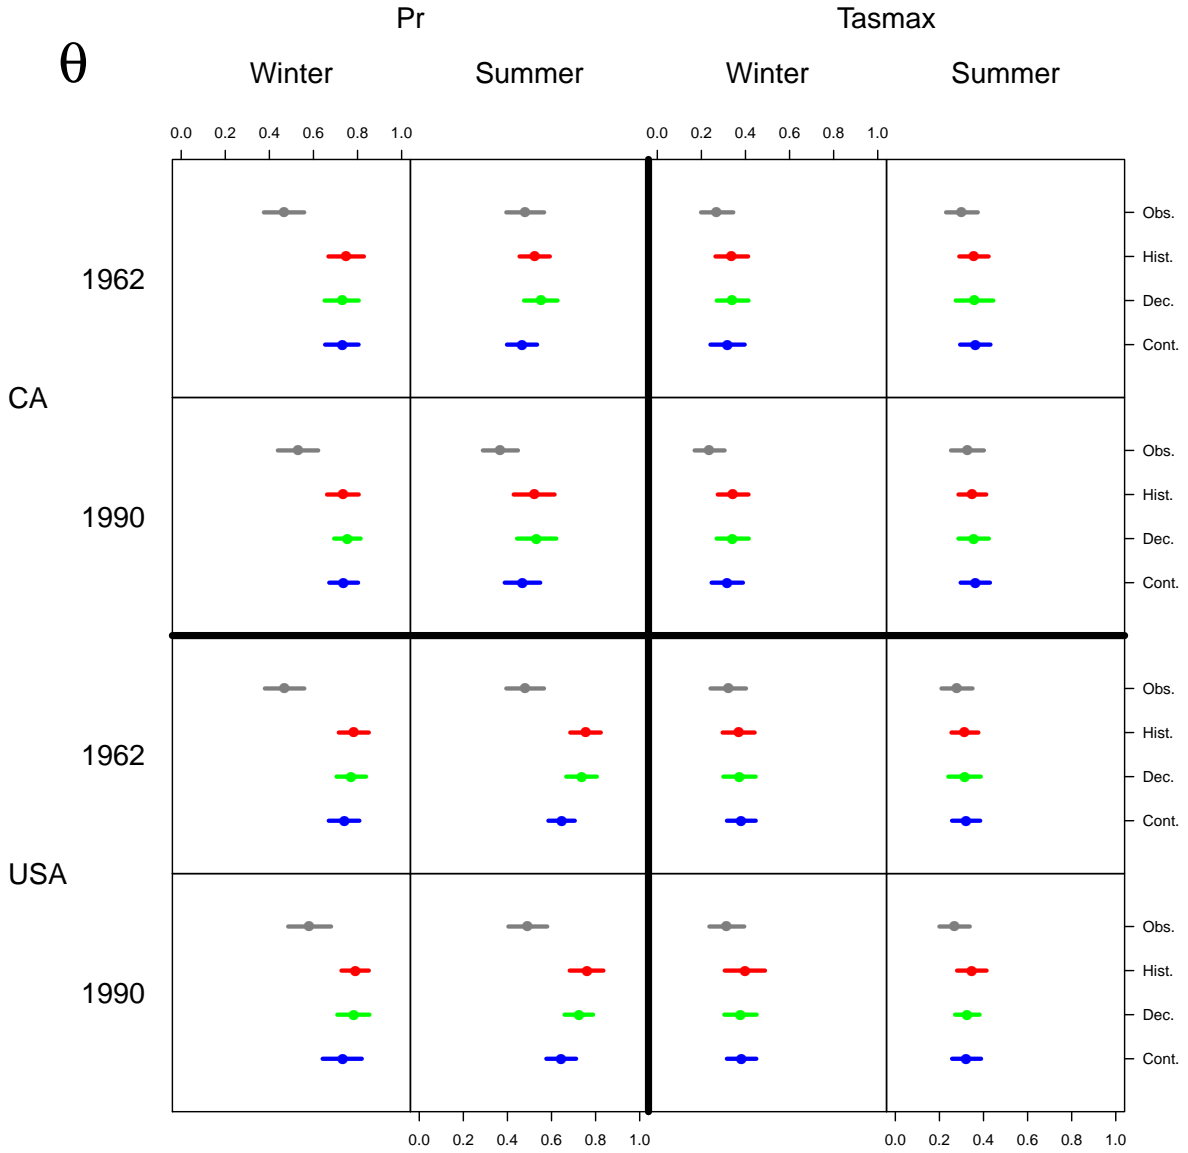 Pr Tasmax
θ Winter Summer Winter Summer
0.0 0.2 0.4 0.6 0.8 1.0 0.0 0.2 0.4 0.6 0.8 1.0
CA
1962
Obs.
Hist.
Dec.
Cont.
1990
Obs.
Hist.
Dec.
Cont.
USA
1962
Obs.
Hist.
Dec.
Cont.
1990
Obs.
Hist.
Dec.
Cont.
0.0 0.2 0.4 0.6 0.8 1.0 0.0 0.2 0.4 0.6 0.8 1.0